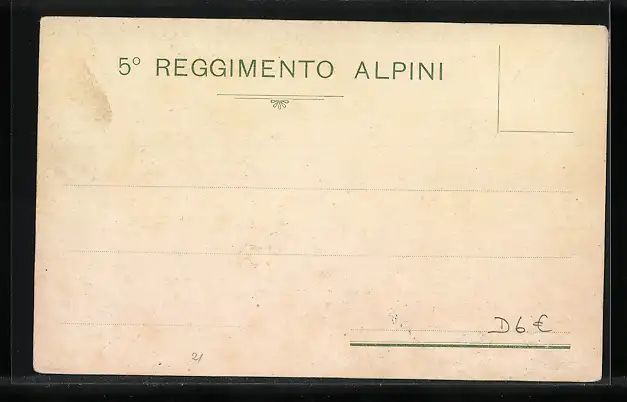 5° REGGIMENTO ALPINI
D6 €
21